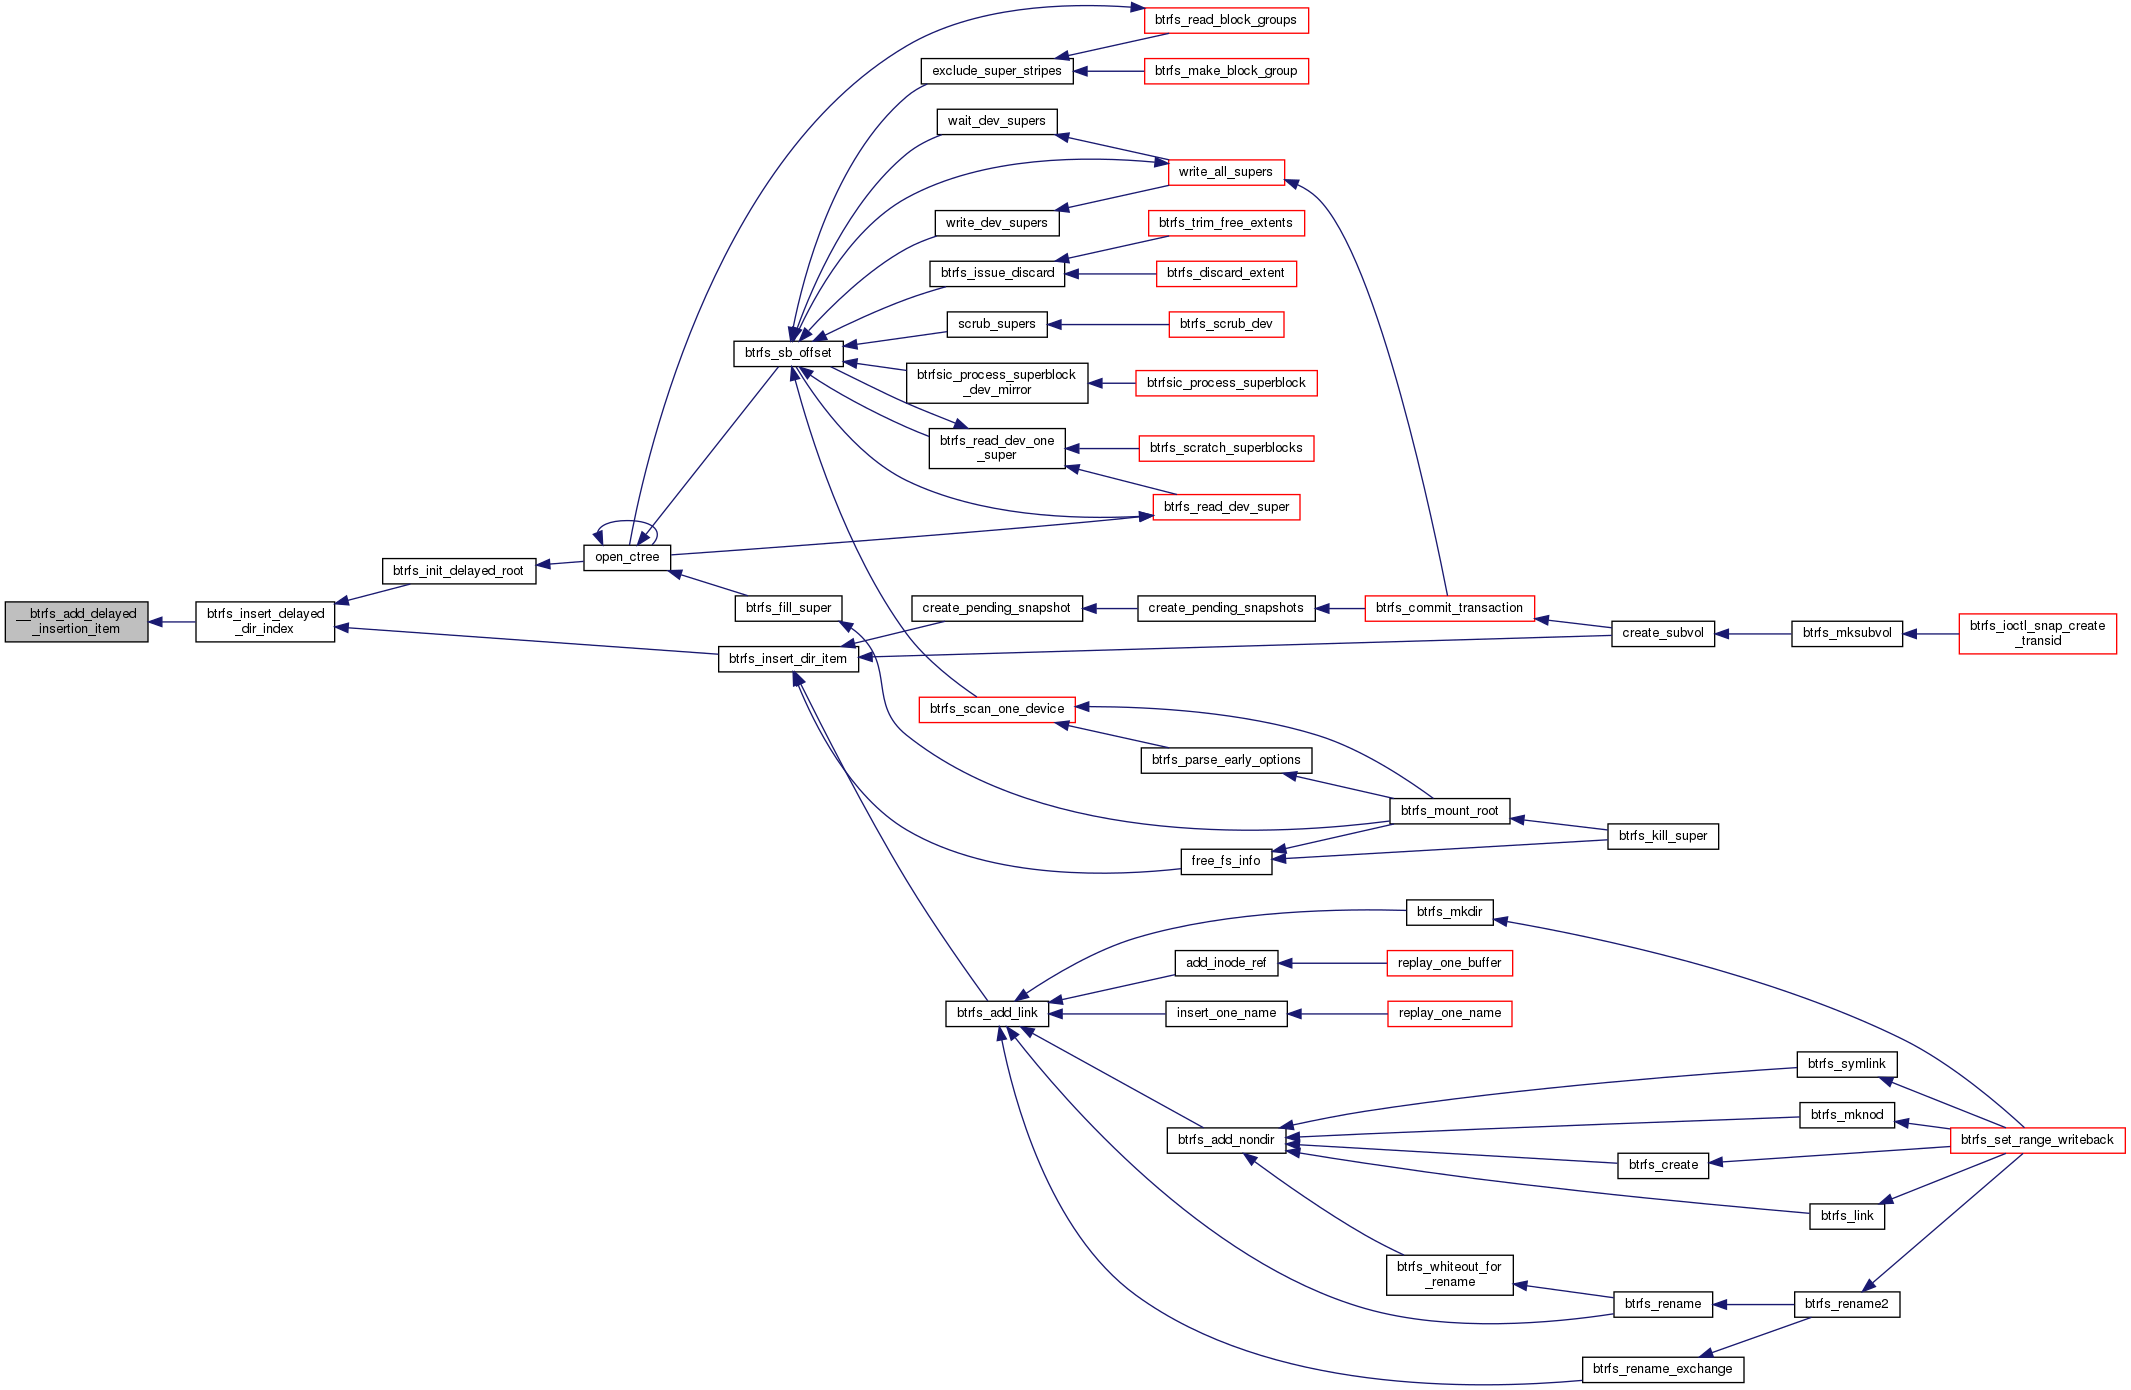 btrfs_read_block_groups
exclude_super_stripes
btrfs_make_block_group
wait_dev_supers
write_all_supers
write_dev_supers
btrfs_trim_free_extents
btrfs_issue_discard
btrfs_discard_extent
scrub_supers
btrfs_scrub_dev
btrfs_sb_offset
btrfsic_process_superblock
_dev_mirror
btrfsic_process_superblock
btrfs_read_dev_one
_super
btrfs_scratch_superblocks
btrfs_read_dev_super
open_ctree
btrfs_init_delayed_root
__btrfs_add_delayed
_insertion_item
btrfs_insert_delayed
_dir_index
btrfs_fill_super
create_pending_snapshot
create_pending_snapshots
btrfs_commit_transaction
create_subvol
btrfs_mksubvol
btrfs_ioctl_snap_create
_transid
btrfs_insert_dir_item
btrfs_scan_one_device
btrfs_parse_early_options
btrfs_mount_root
btrfs_kill_super
free_fs_info
btrfs_mkdir
add_inode_ref
replay_one_buffer
btrfs_add_link
insert_one_name
replay_one_name
btrfs_symlink
btrfs_mknod
btrfs_add_nondir
btrfs_set_range_writeback
btrfs_create
btrfs_link
btrfs_whiteout_for
_rename
btrfs_rename
btrfs_rename2
btrfs_rename_exchange